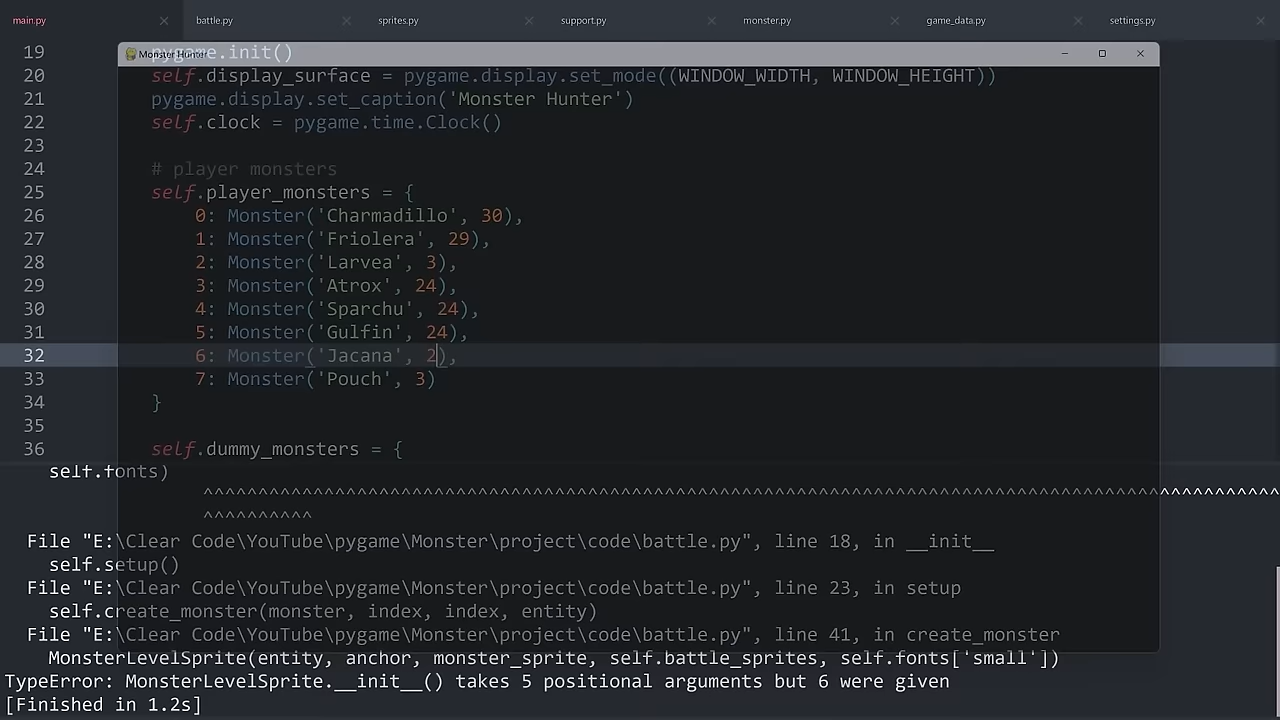 main.py battle.py sprites.py support.py monster.py game_data.py settings.py
Monster Hunter
19 pygame.init()
20 self.display_surface = pygame.display.set_mode((WINDOW_WIDTH, WINDOW_HEIGHT))
21 pygame.display.set_caption('Monster Hunter')
22 self.clock = pygame.time.Clock()
23
24 # player monsters
25 self.player_monsters = {
26 0: Monster('Charmadillo', 30),
27 1: Monster('Friolera', 29),
28 2: Monster('Larvea', 3),
29 3: Monster('Atrox', 24),
30 4: Monster('Sparchu', 24),
31 5: Monster('Gulfin', 24),
32 6: Monster('Jacana', 2),
33 7: Monster('Pouch', 3)
34 }
35
36 self.dummy_monsters = {
self.fonts)
^^^^^^^^^^^^^^^^^^^^^^^^^^^^^^^^^^^^^^^^^^^^^^^^^^^^^^^^^^^^^^^^^^^^^^^^^^^^^^^^^^^^^^^^^^^^^^^^^^
^^^^^^^^^^
File "E:\Clear Code\YouTube\pygame\Monster\project\code\battle.py", line 18, in __init__
self.setup()
File "E:\Clear Code\YouTube\pygame\Monster\project\code\battle.py", line 23, in setup
self.create_monster(monster, index, index, entity)
File "E:\Clear Code\YouTube\pygame\Monster\project\code\battle.py", line 41, in create_monster
MonsterLevelSprite(entity, anchor, monster_sprite, self.battle_sprites, self.fonts['small'])
TypeError: MonsterLevelSprite.__init__() takes 5 positional arguments but 6 were given
[Finished in 1.2s]